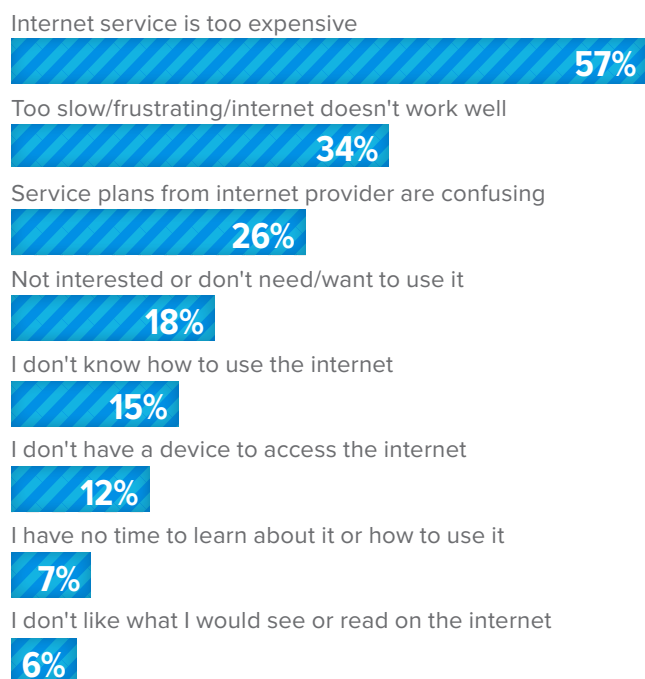 Internet service is too expensive
57%
Too slow/frustrating/internet doesn't work well
34%
Service plans from internet provider are confusing
26%
Not interested or don't need/want to use it
18%
I don't know how to use the internet
15%
I don't have a device to access the internet
12%
I have no time to learn about it or how to use it
7%
I don't like what I would see or read on the internet
6%